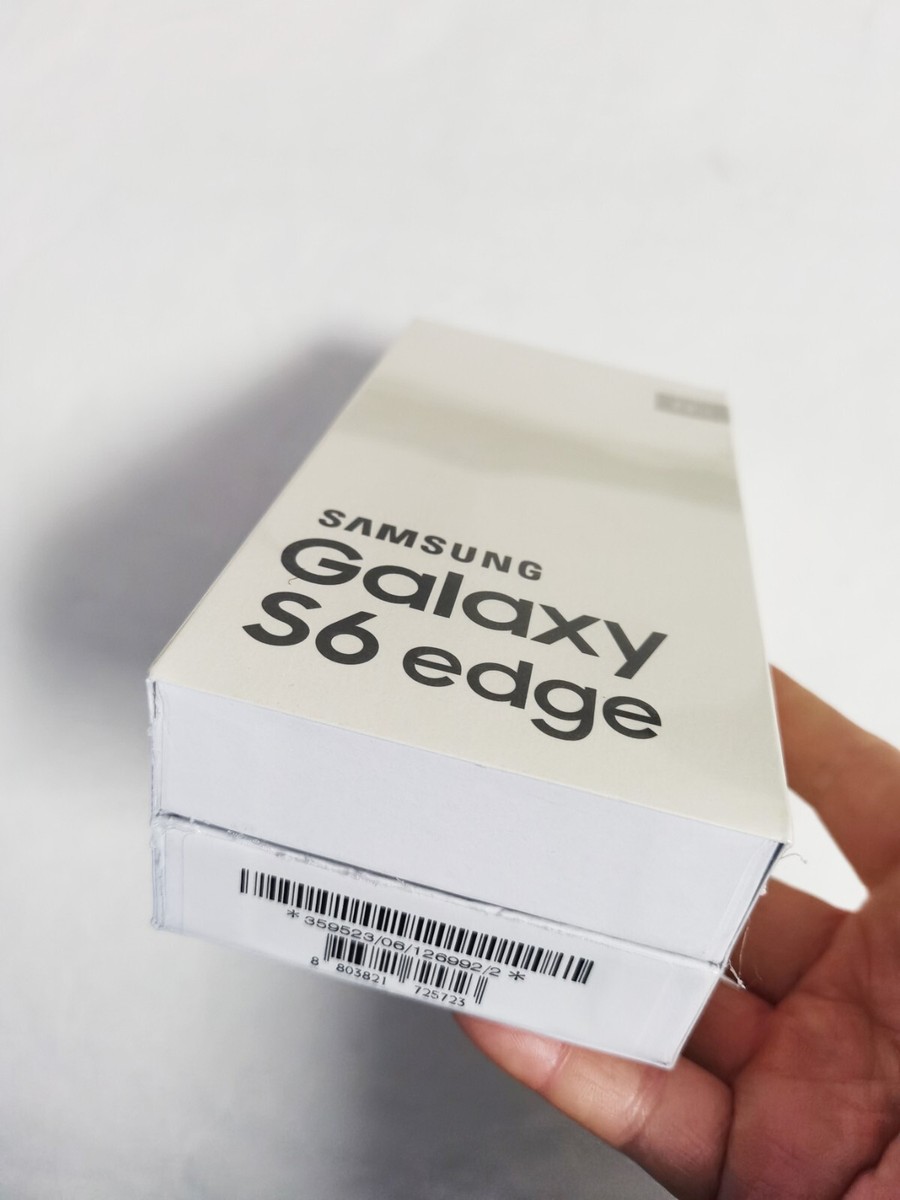 SAMSUNG
Galaxy
S6 edge
*359523/06/126992/2*
8 803821 725723